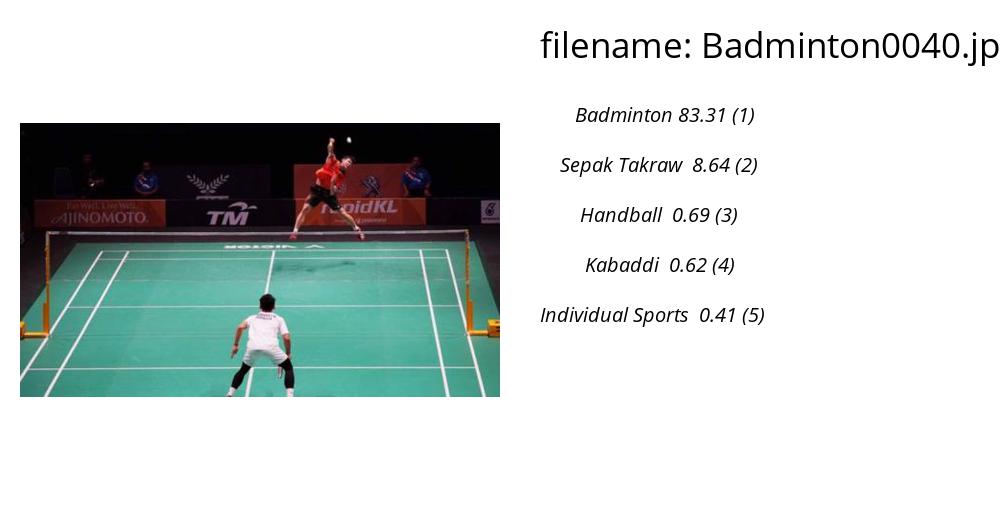 filename: Badminton0040.jp
Badminton 83.31 (1)
Sepak Takraw 8.64 (2)
Handball 0.69 (3)
Kabaddi 0.62 (4)
Individual Sports 0.41 (5)
Eat Well, Live Well.
AJINOMOTO.
TM
rapidKL
VICTOR